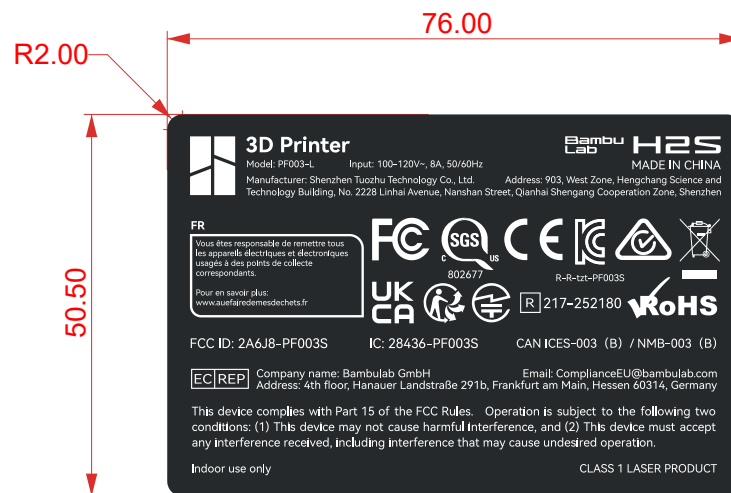 76.00
R2.00
50.50
3D Printer
Bambu Lab H2S
Model: PF003-L Input: 100-120V~, 8A, 50/60Hz MADE IN CHINA
Manufacturer: Shenzhen Tuozhu Technology Co., Ltd. Address: 903, West Zone, Hengchang Science and
Technology Building, No. 2228 Linhai Avenue, Nanshan Street, Qianhai Shengang Cooperation Zone, Shenzhen
FR
Vous êtes responsable de remettre tous
les appareils électriques et électroniques
usagés à des points de collecte
correspondants.
Pour en savoir plus:
www.auefairedemesdechets.fr
FC C SGS US CE KC
802677
R-R-tzt-PF003S
UK
CA
R 217-252180
RoHS
FCC ID: 2A6J8-PF003S IC: 28436-PF003S CAN ICES-003 (B) / NMB-003 (B)
EC REP
Company name: Bambulab GmbH Email: ComplianceEU@bambulab.com
Address: 4th floor, Hanauer Landstraße 291b, Frankfurt am Main, Hessen 60314, Germany
This device complies with Part 15 of the FCC Rules. Operation is subject to the following two
conditions: (1) This device may not cause harmful interference, and (2) This device must accept
any interference received, including interference that may cause undesired operation.
Indoor use only CLASS 1 LASER PRODUCT